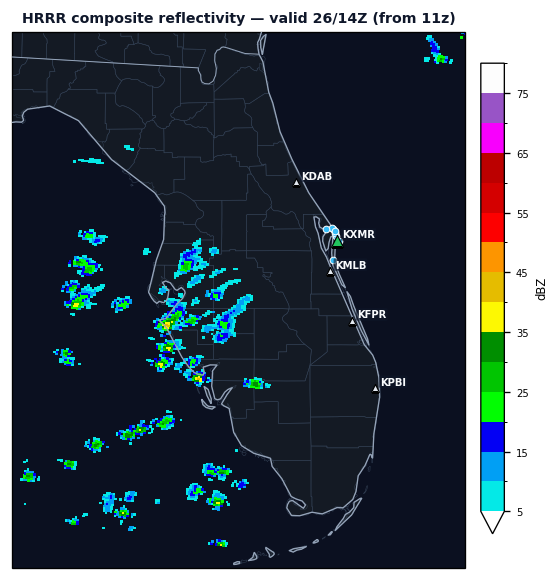 HRRR composite reflectivity — valid 26/14Z (from 11z)
KDAB
KXMR
KMLB
KFPR
KPBI
75
65
55
45
35
25
15
5
dBZ